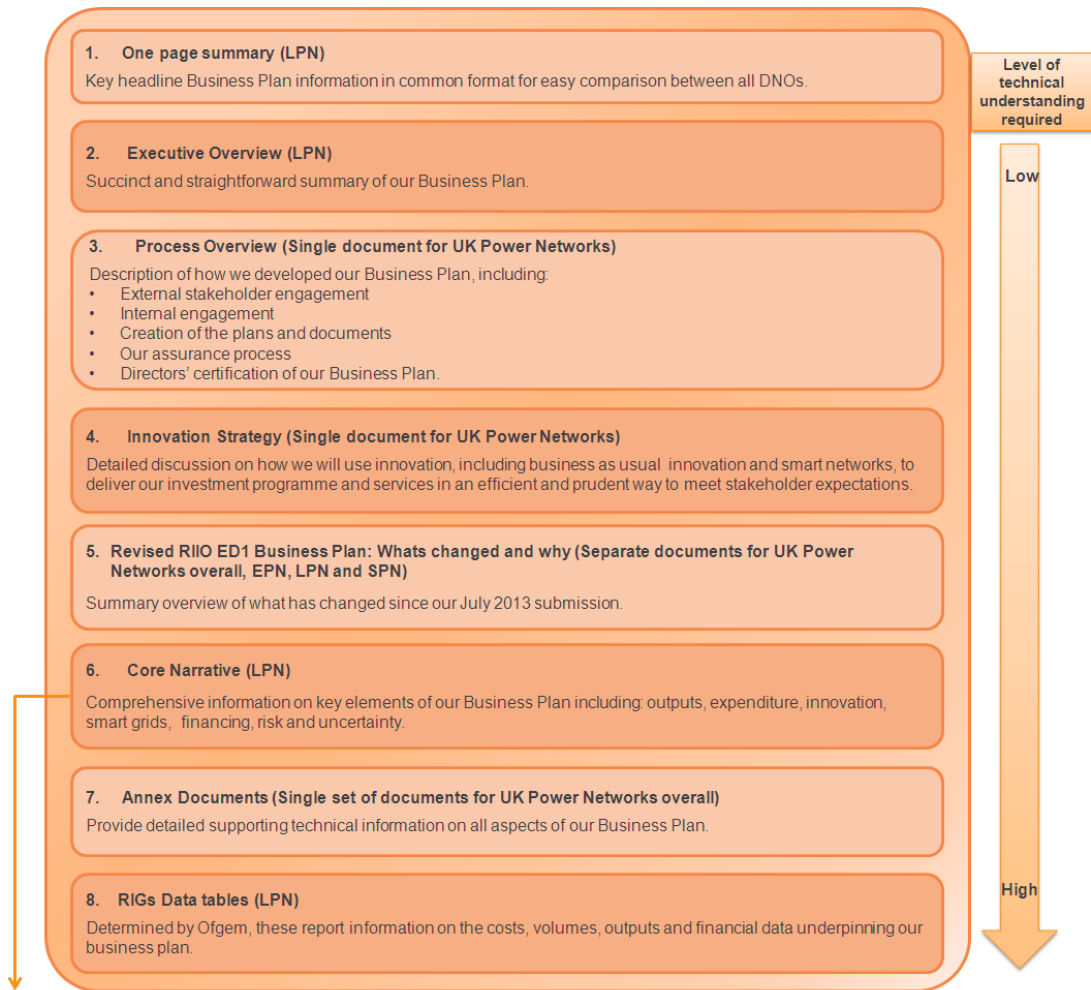 1. One page summary (LPN)
Key headline Business Plan information in common format for easy comparison between all DNOs.
2. Executive Overview (LPN)
Succinct and straightforward summary of our Business Plan.
3. Process Overview (Single document for UK Power Networks)
Description of how we developed our Business Plan, including:
• External stakeholder engagement
• Internal engagement
• Creation of the plans and documents
• Our assurance process
• Directors' certification of our Business Plan.
4. Innovation Strategy (Single document for UK Power Networks)
Detailed discussion on how we will use innovation, including business as usual innovation and smart networks, to
deliver our investment programme and services in an efficient and prudent way to meet stakeholder expectations.
5. Revised RIIO ED1 Business Plan: Whats changed and why (Separate documents for UK Power
Networks overall, EPN, LPN and SPN)
Summary overview of what has changed since our July 2013 submission.
6. Core Narrative (LPN)
Comprehensive information on key elements of our Business Plan including: outputs, expenditure, innovation,
smart grids, financing, risk and uncertainty.
7. Annex Documents (Single set of documents for UK Power Networks overall)
Provide detailed supporting technical information on all aspects of our Business Plan.
8. RIGs Data tables (LPN)
Determined by Ofgem, these report information on the costs, volumes, outputs and financial data underpinning our
business plan.
Level of
technical
understanding
required
Low
High